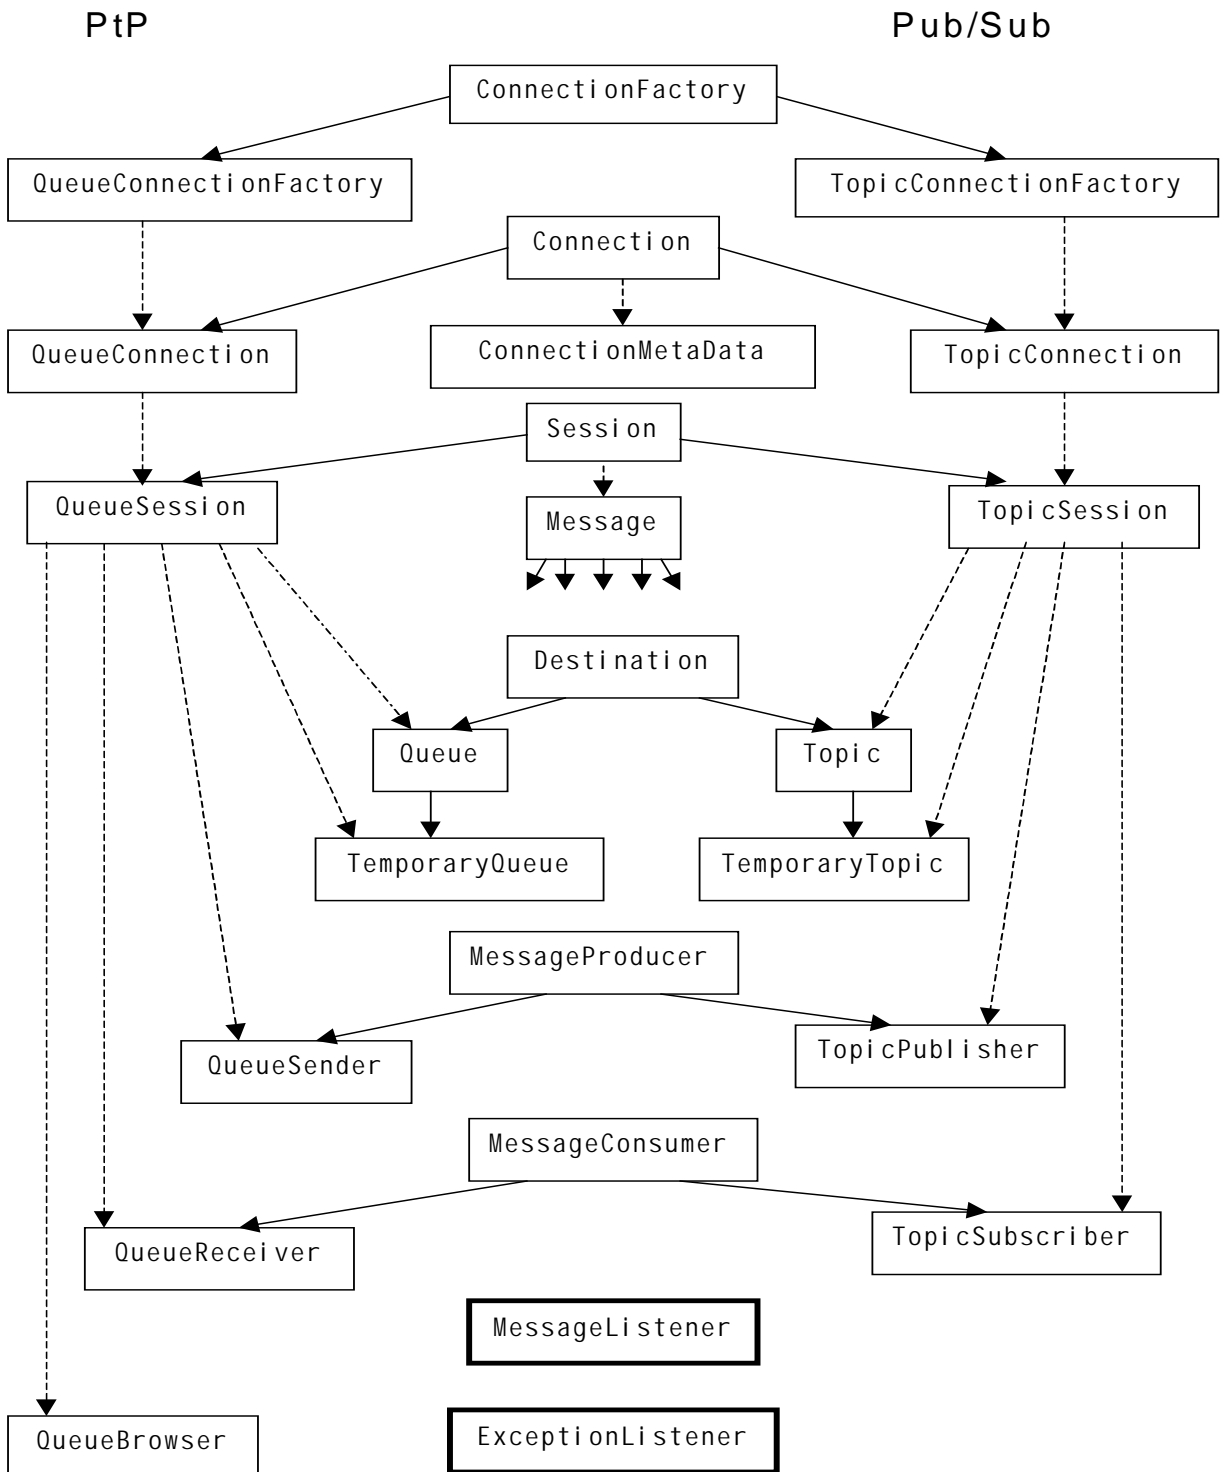 PtP
Pub/Sub
ConnectionFactory
QueueConnectionFactory
TopicConnectionFactory
Connection
QueueConnection
ConnectionMetaData
TopicConnection
Session
QueueSession
Message
TopicSession
Destination
Queue
Topic
TemporaryQueue
TemporaryTopic
MessageProducer
QueueSender
TopicPublisher
MessageConsumer
QueueReceiver
TopicSubscriber
MessageListener
QueueBrowser
ExceptionListener